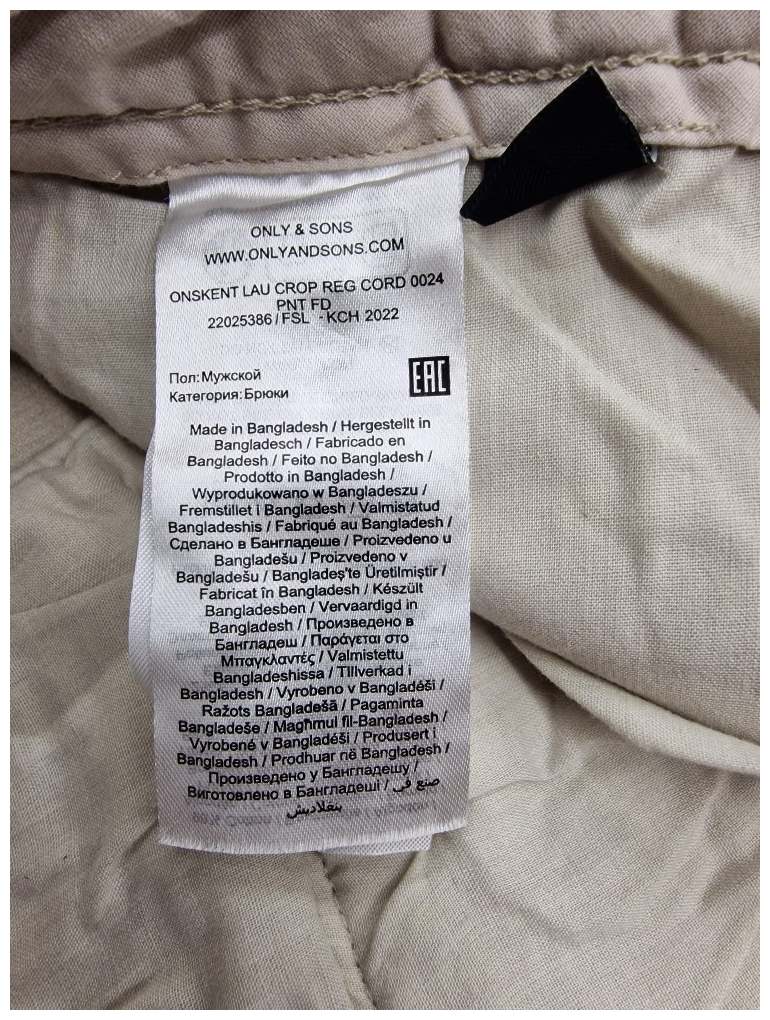 ONLY & SONS
WWW.ONLYANDSONS.COM
ONSKENT LAU CROP REG CORD 0024
PNT FD
22025386 / FSL - KCH 2022
Пол: Мужской
Категория: Брюки
EAC
Made in Bangladesh / Hergestellt in
Bangladesch / Fabricado en
Bangladesh / Feito no Bangladesh /
Prodotto in Bangladesh /
Wyprodukowano w Bangladeszu /
Fremstillet i Bangladesh / Valmistatud
Bangladeshis / Fabriqué au Bangladesh /
Сделано в Бангладеше / Proizvedeno u
Bangladešu / Proizvedeno v
Bangladešu / Bangladeş'te Üretilmiştir /
Fabricat în Bangladesh / Készült
Bangladesben / Vervaardigd in
Bangladesh / Произведено в
Бангладеш / Παράγεται στο
Μπαγκλαντές / Valmistettu
Bangladeshissa / Tillverkad i
Bangladesh / Vyrobeno v Bangladéši /
Ražots Bangladešā / Pagaminta
Bangladeše / Magħmul fil-Bangladesh /
Vyrobené v Bangladéši / Produsert i
Bangladesh / Prodhuar në Bangladesh /
Произведено у Бангладешу /
Виготовлено в Бангладеші / صنع في
بنغلاديش